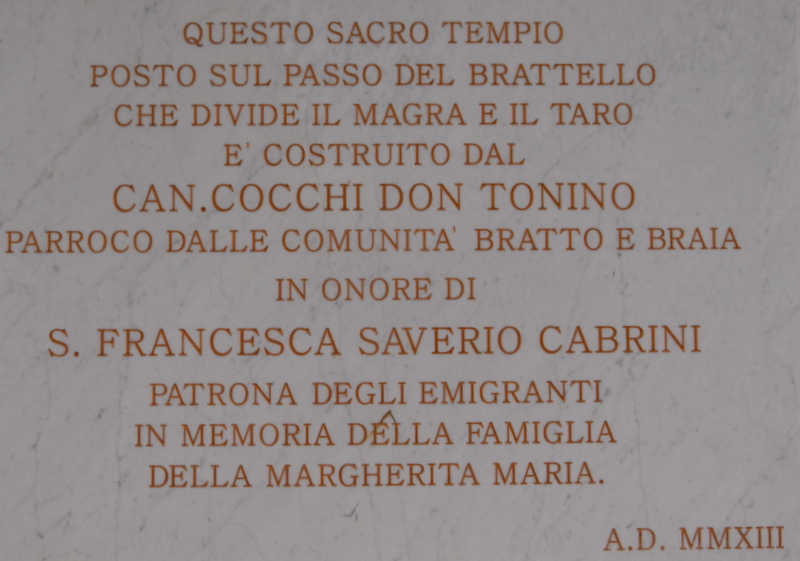 QUESTO SACRO TEMPIO
POSTO SUL PASSO DEL BRATTELLO
CHE DIVIDE IL MAGRA E IL TARO
E' COSTRUITO DAL
CAN.COCCHI DON TONINO
PARROCO DALLE COMUNITA' BRATTO E BRAIA
IN ONORE DI
S. FRANCESCA SAVERIO CABRINI
PATRONA DEGLI EMIGRANTI
IN MEMORIA DELLA FAMIGLIA
DELLA MARGHERITA MARIA.
A.D. MMXIII